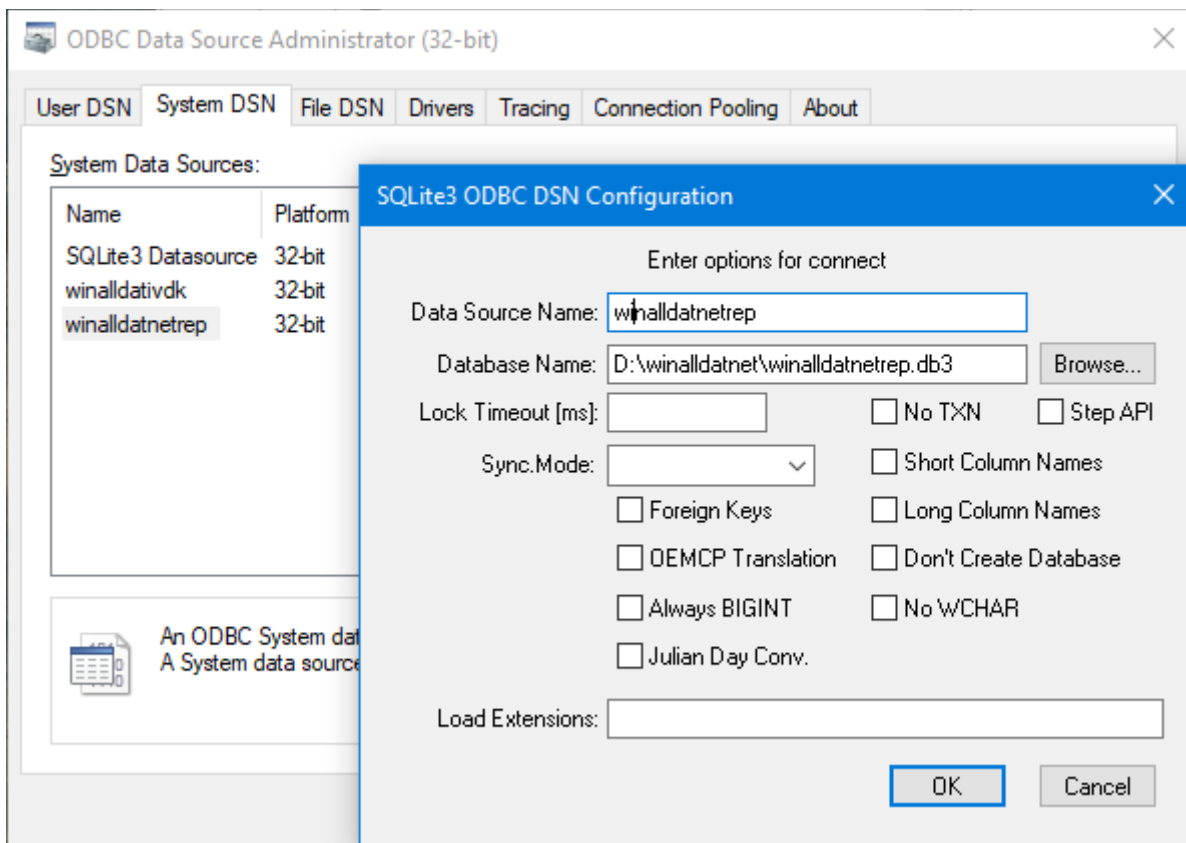 ODBC Data Source Administrator (32-bit)
User DSN System DSN File DSN Drivers Tracing Connection Pooling About
System Data Sources:
Name Platform
SQLite3 Datasource 32-bit
winalldativdk 32-bit
winalldatnetrep 32-bit
An ODBC System dat
A System data source
SQLite3 ODBC DSN Configuration
Enter options for connect
Data Source Name: winalldatnetrep
Database Name: D:\winalldatnet\winalldatnetrep.db3 Browse...
Lock Timeout [ms]: No TXN Step API
Sync.Mode: Short Column Names
Foreign Keys Long Column Names
OEMCP Translation Don't Create Database
Always BIGINT No WCHAR
Julian Day Conv.
Load Extensions:
OK Cancel